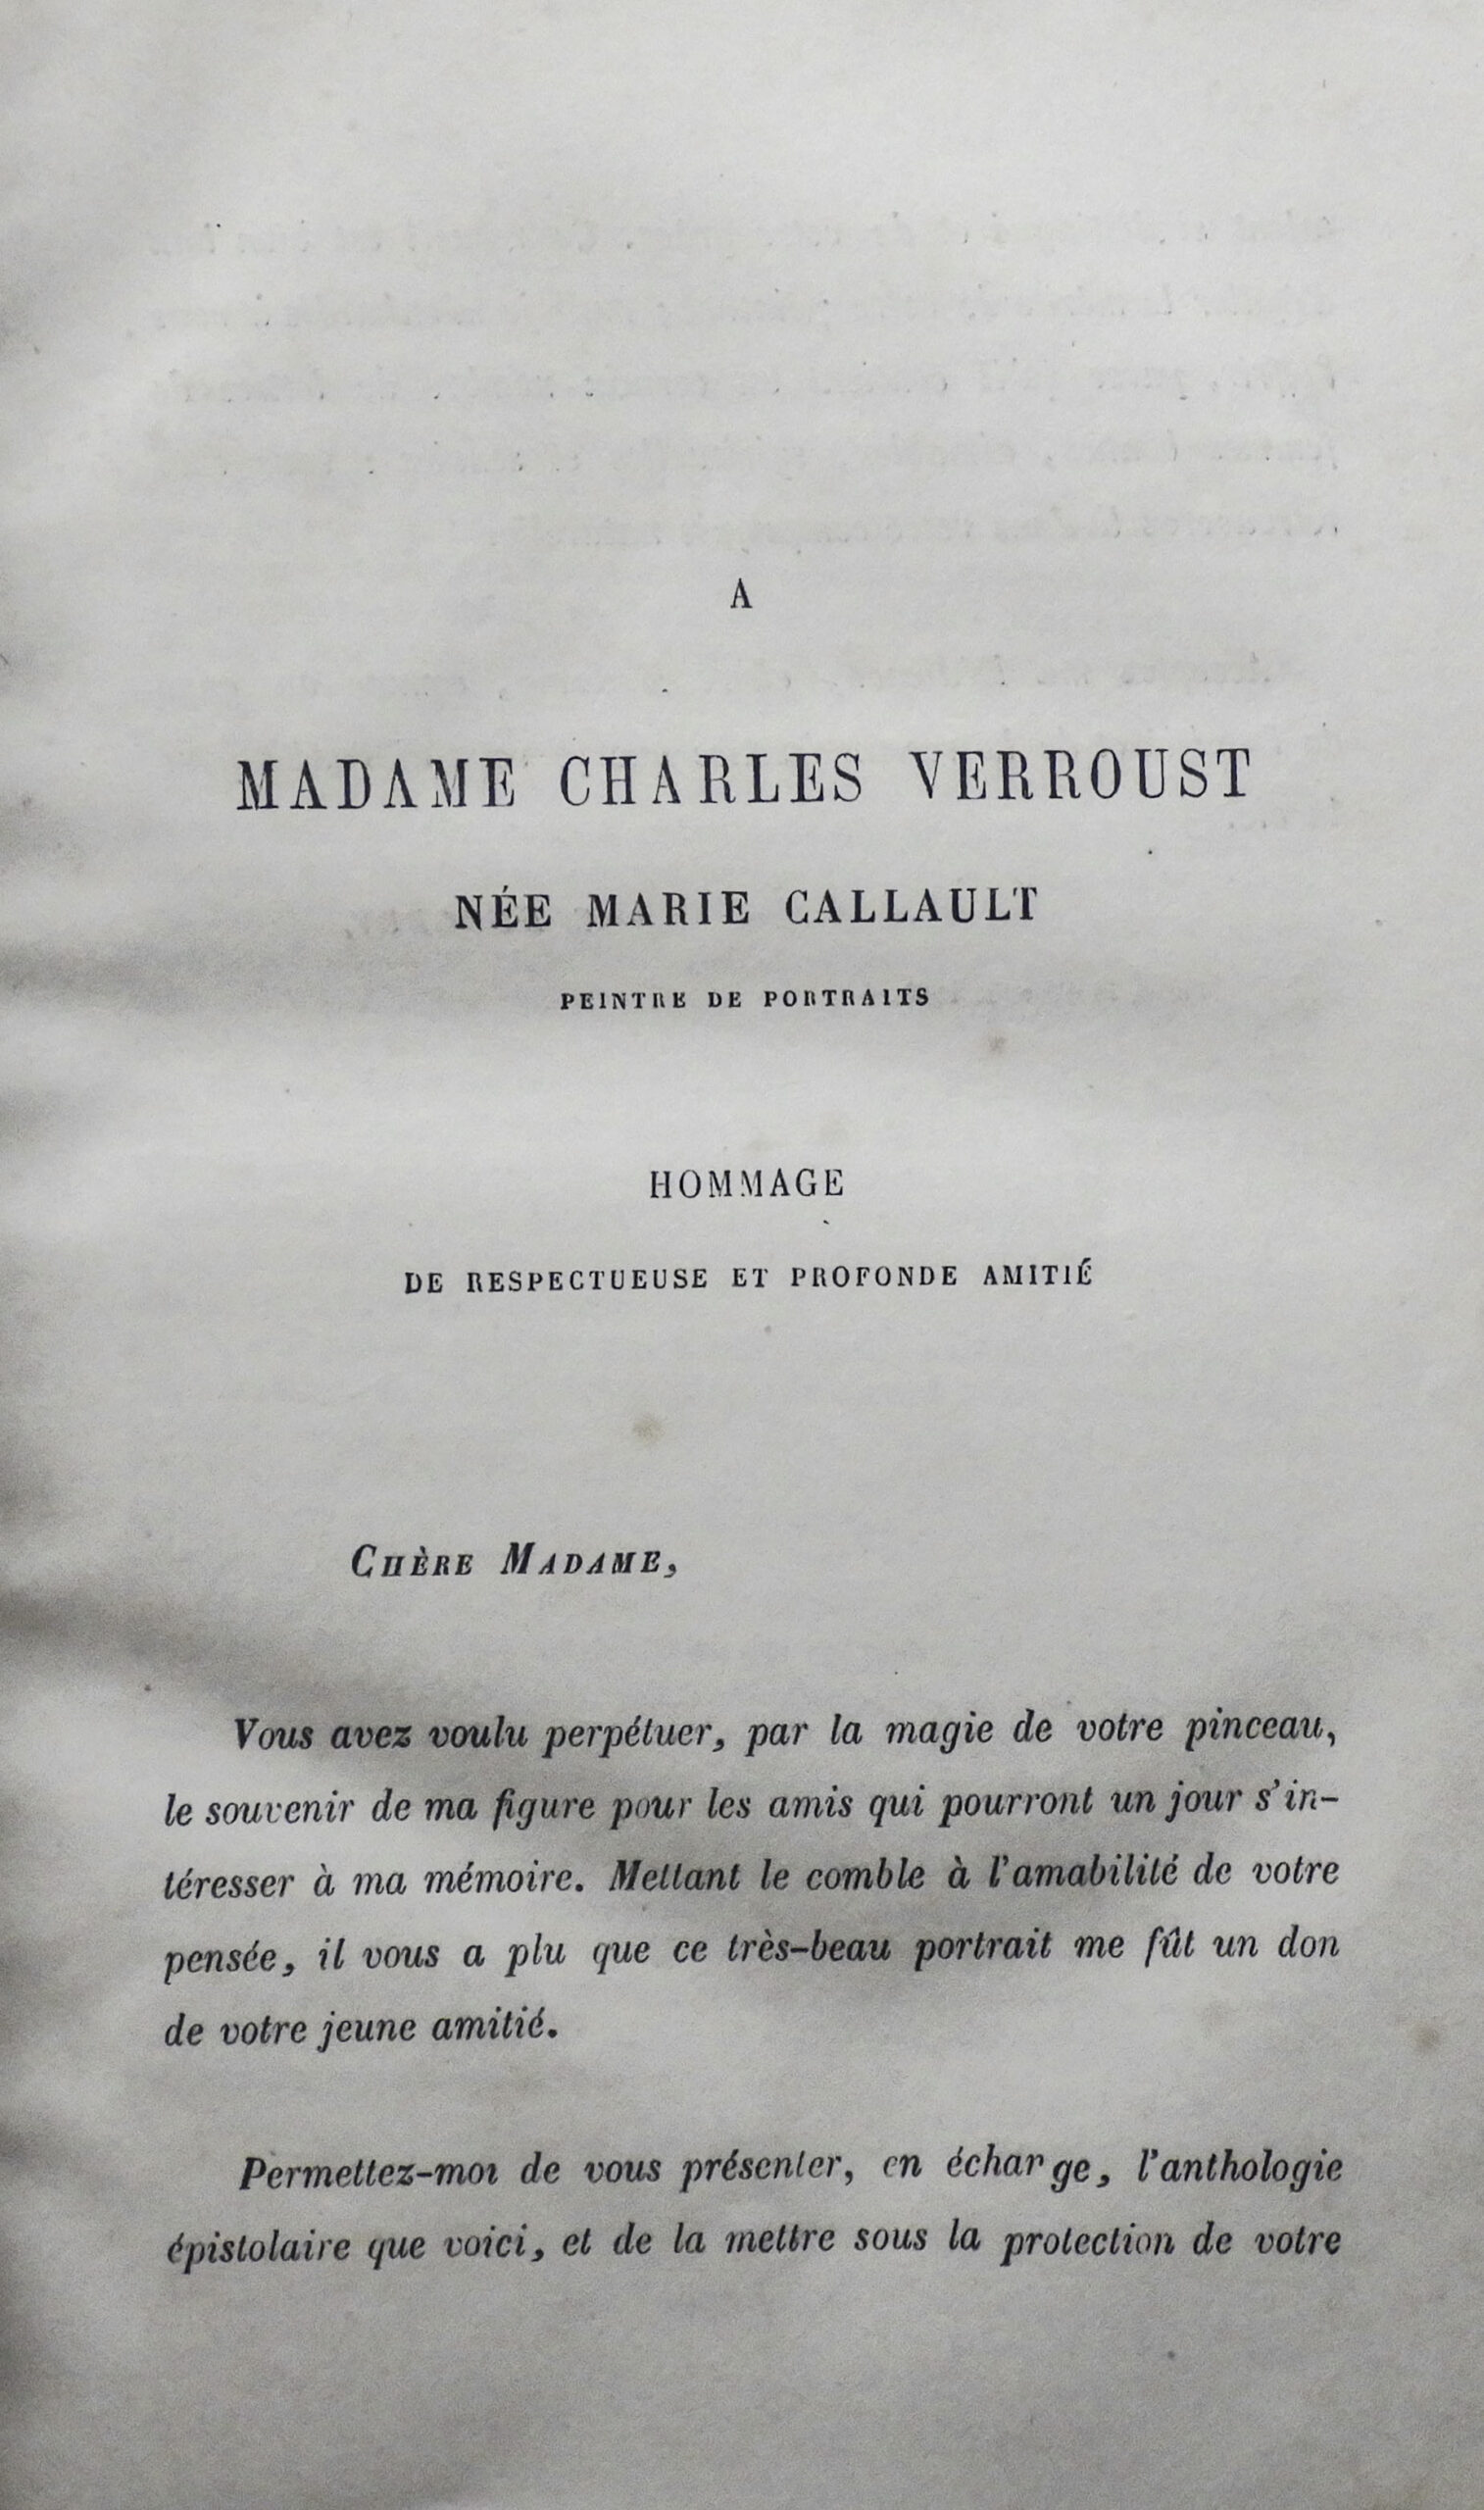 A
MADAME CHARLES VERROUST
NÉE MARIE CALLAULT
PEINTRE DE PORTRAITS
HOMMAGE
DE RESPECTUEUSE ET PROFONDE AMITIÉ
CHÈRE MADAME,
Vous avez voulu perpétuer, par la magie de votre pinceau,
le souvenir de ma figure pour les amis qui pourront un jour s'in-
téresser à ma mémoire. Mettant le comble à l'amabilité de votre
pensée, il vous a plu que ce très-beau portrait me fût un don
de votre jeune amitié.
Permettez-moi de vous présenter, en échange, l'anthologie
épistolaire que voici, et de la mettre sous la protection de votre